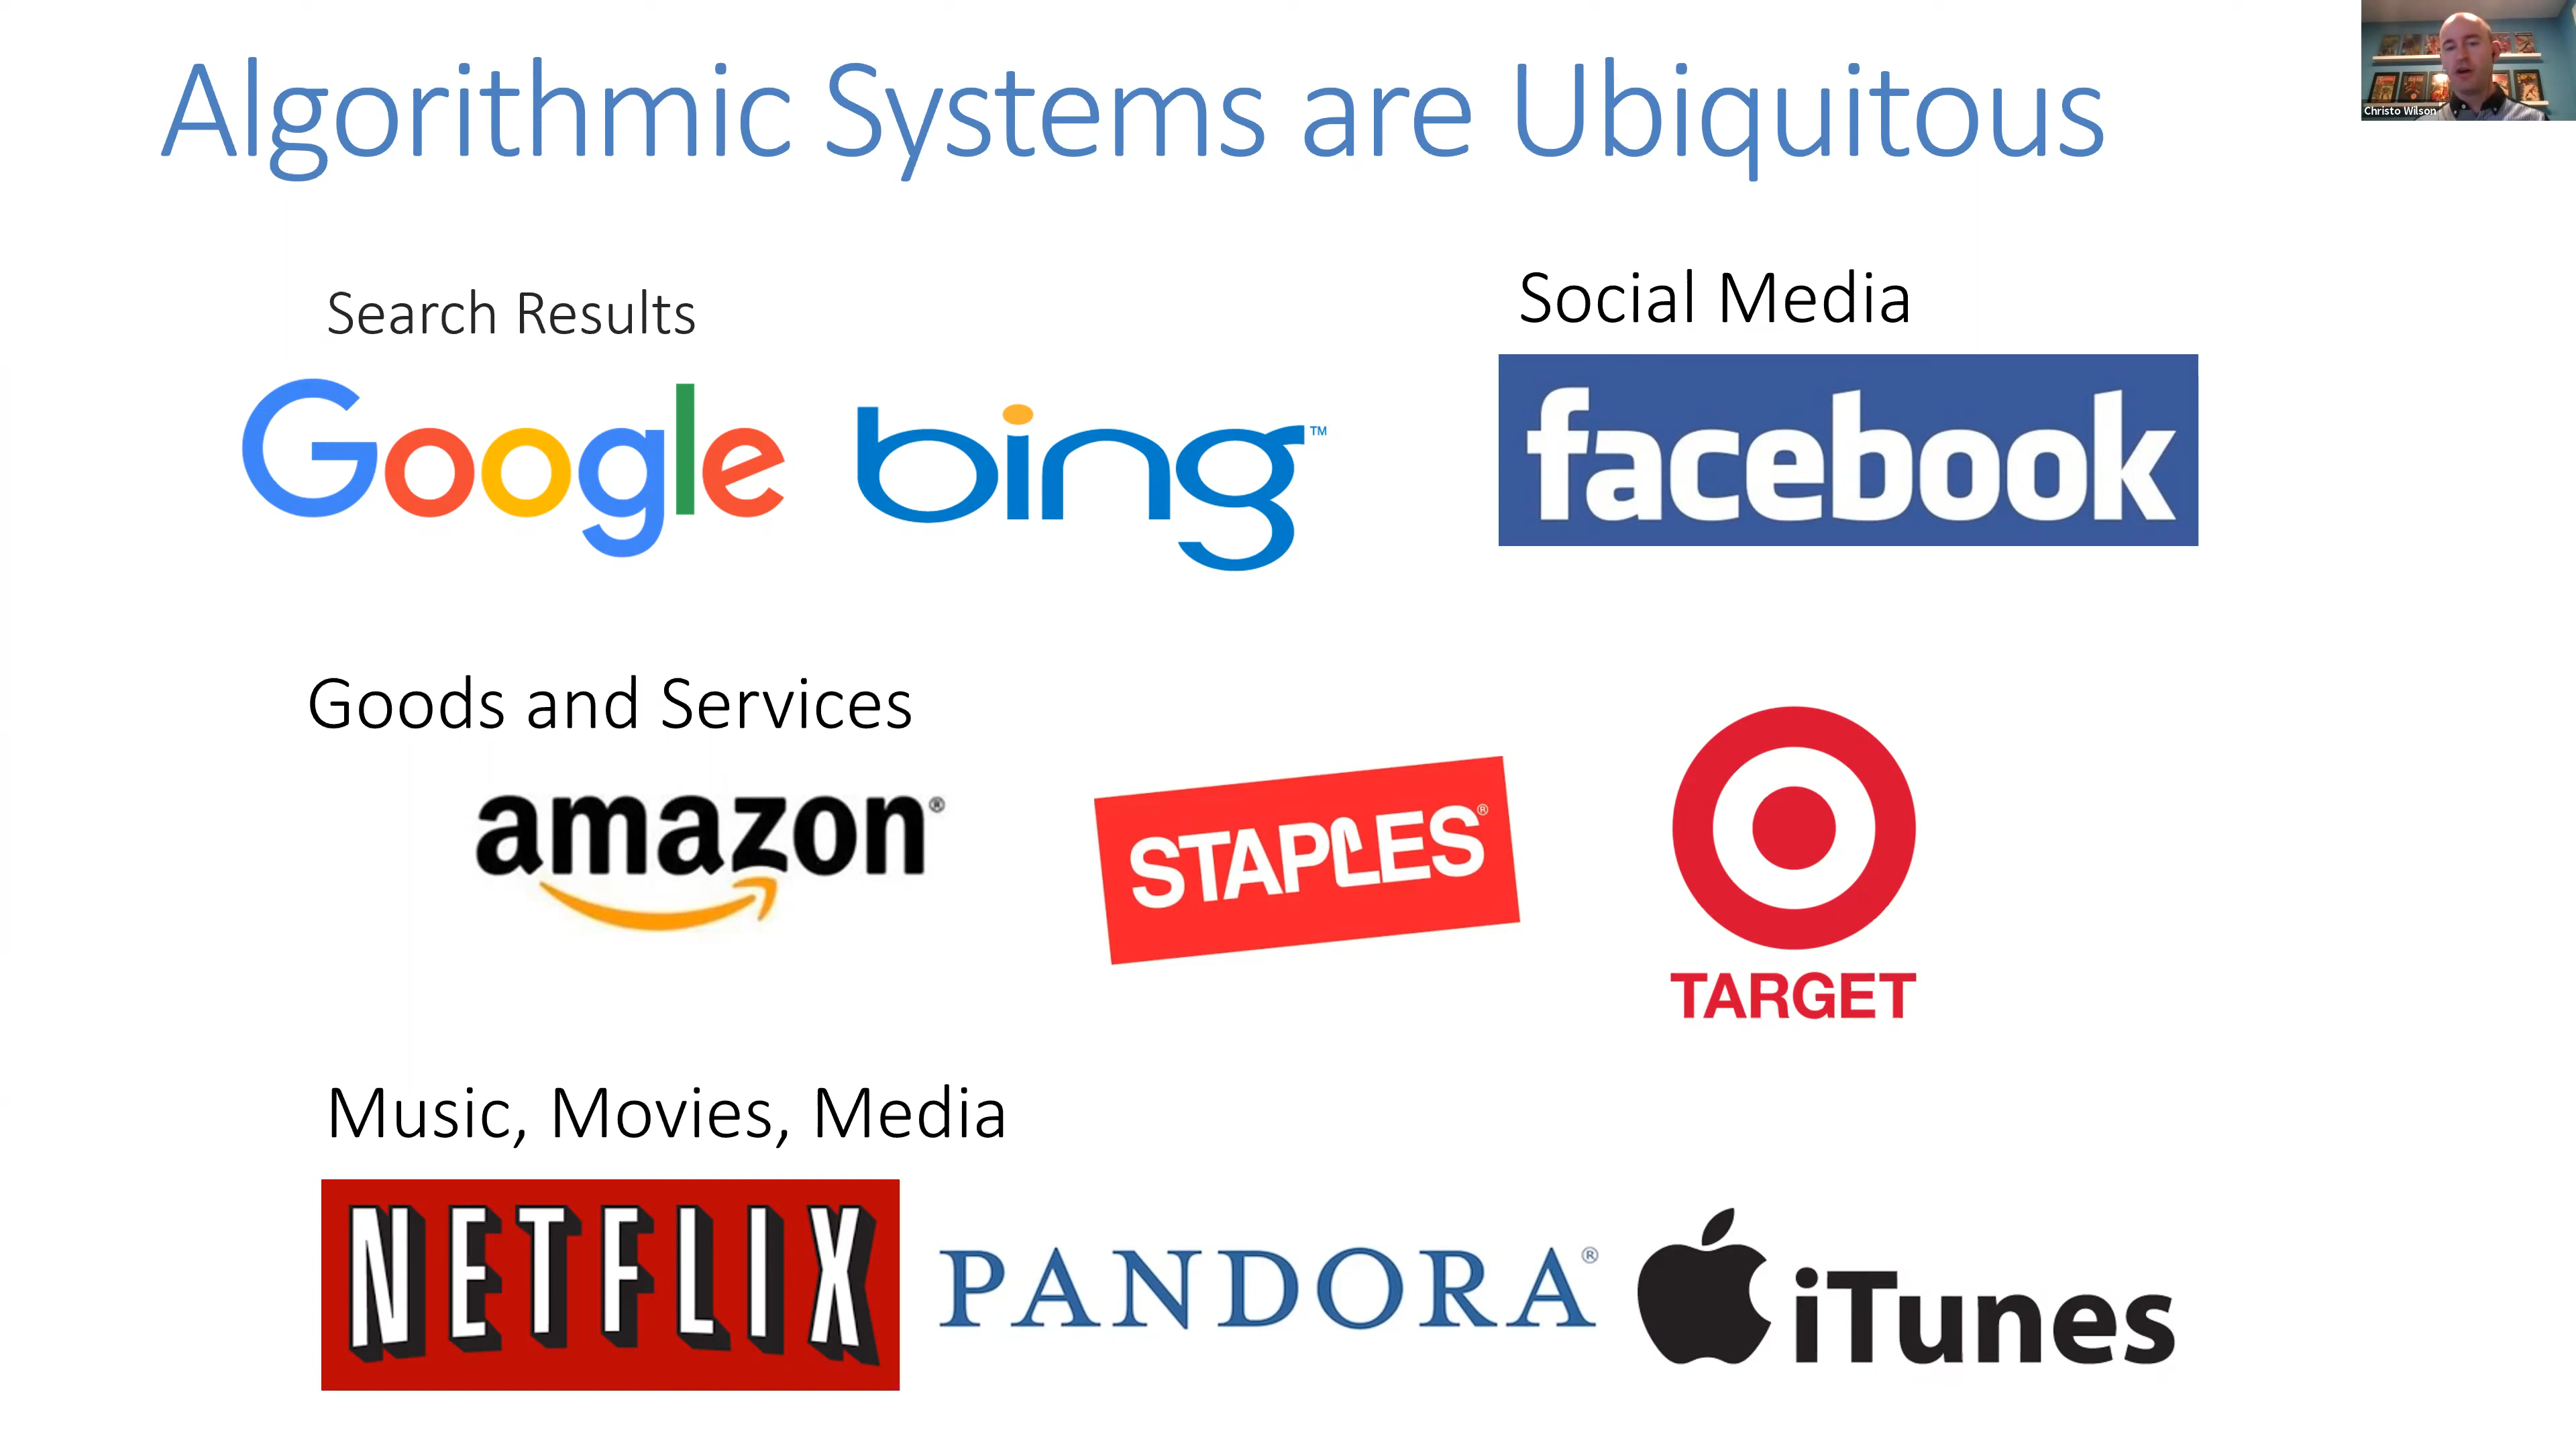 Algorithmic Systems are Ubiquitous
Christo Wilson
Search Results
Social Media
Google
bing™
facebook
Goods and Services
amazon®
STAPLES®
TARGET
Music, Movies, Media
NETFLIX
PANDORA®
iTunes